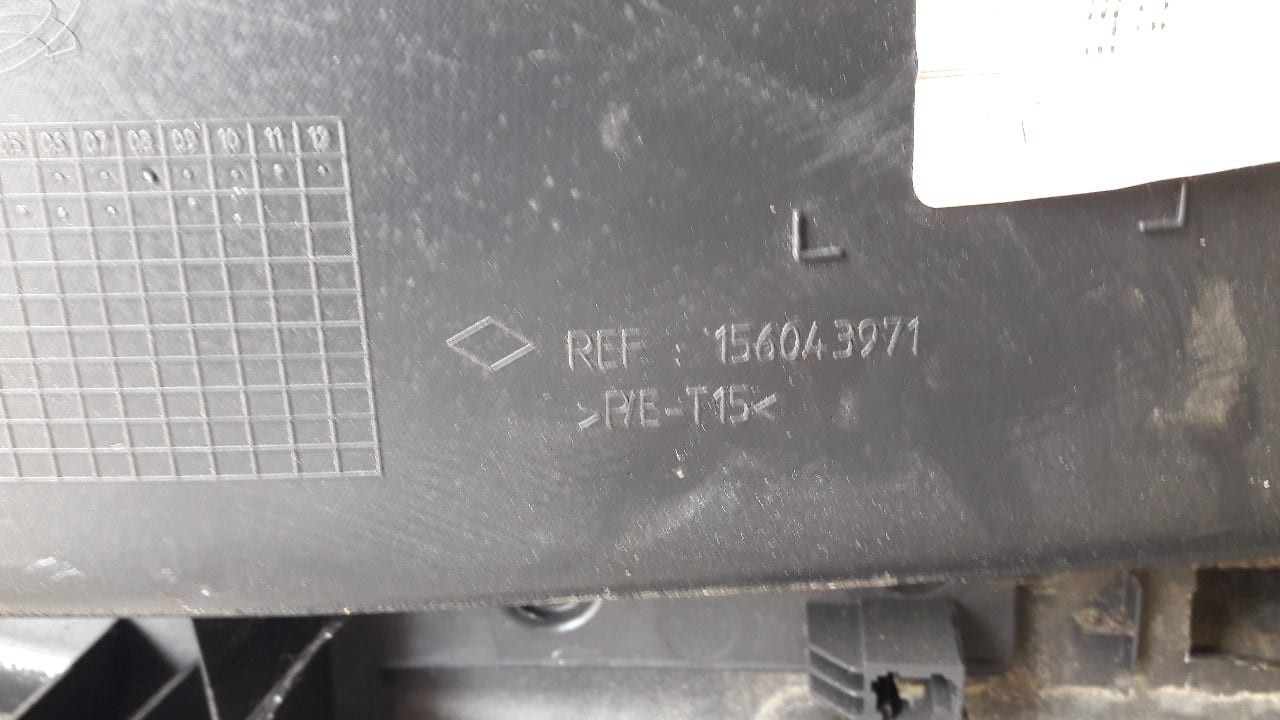 05 06 07 08 09 10 11 12
REF : 156043971
>P/E-T15<